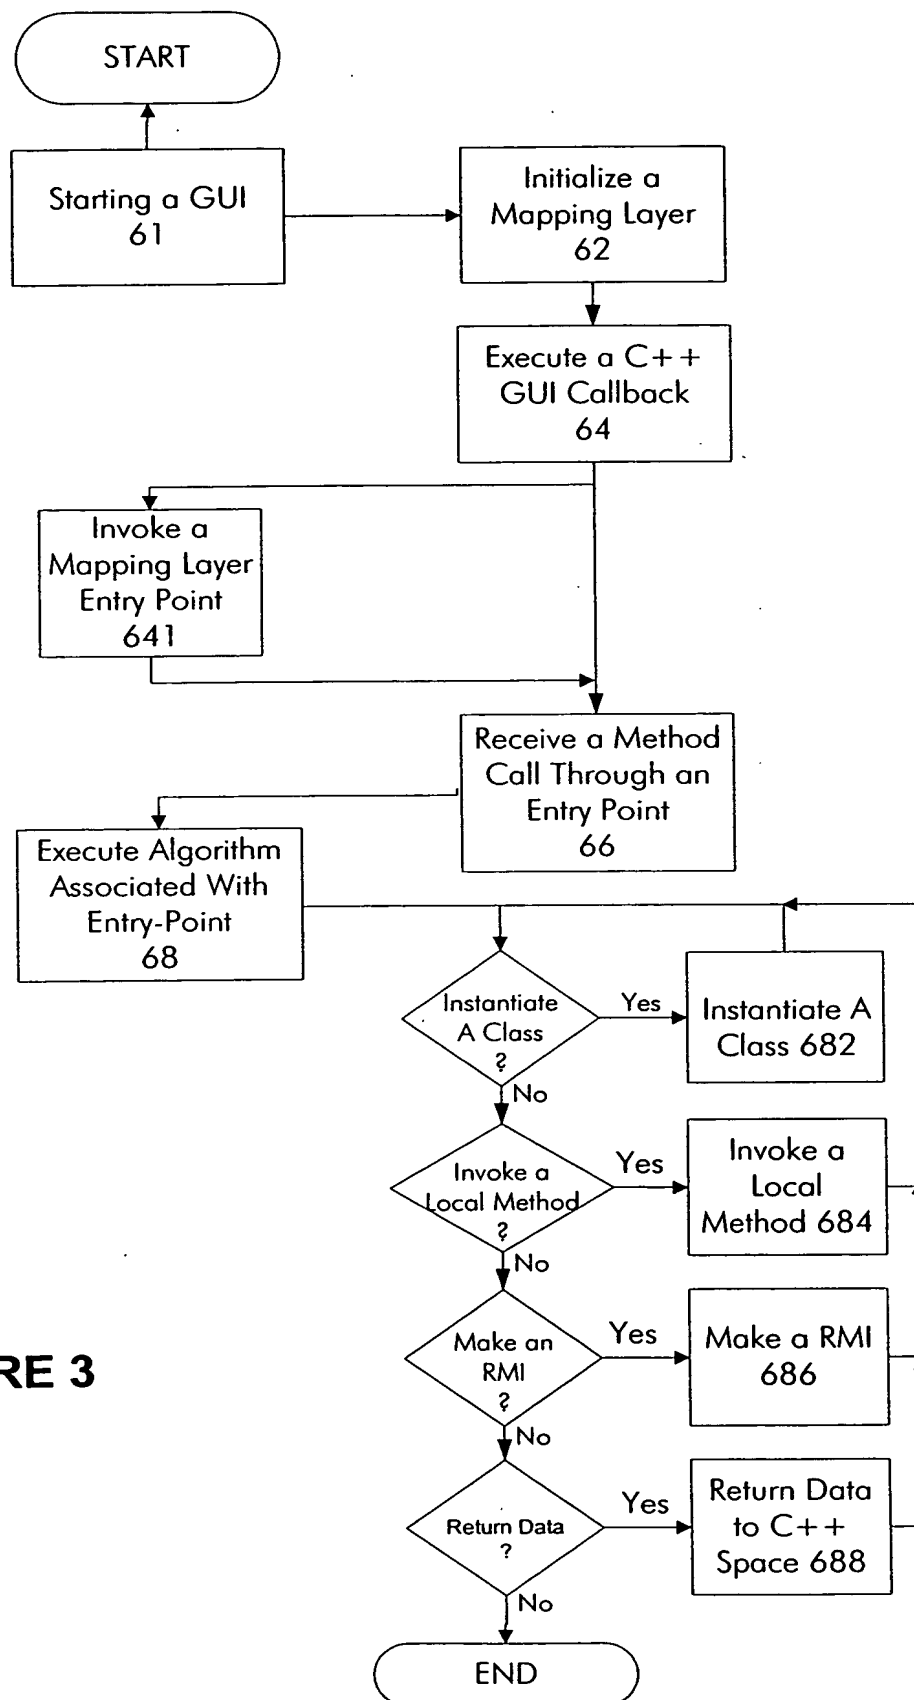 START
Starting a GUI
61
Initialize a
Mapping Layer
62
Execute a C++
GUI Callback
64
Invoke a
Mapping Layer
Entry Point
641
Receive a Method
Call Through an
Entry Point
66
Execute Algorithm
Associated With
Entry-Point
68
Instantiate
A Class
?
Yes
Instantiate A
Class 682
No
Invoke a
Local Method
?
Yes
Invoke a
Local
Method 684
No
Make an
RMI
?
Yes
Make a RMI
686
No
Return Data
?
Yes
Return Data
to C++
Space 688
No
END
RE 3